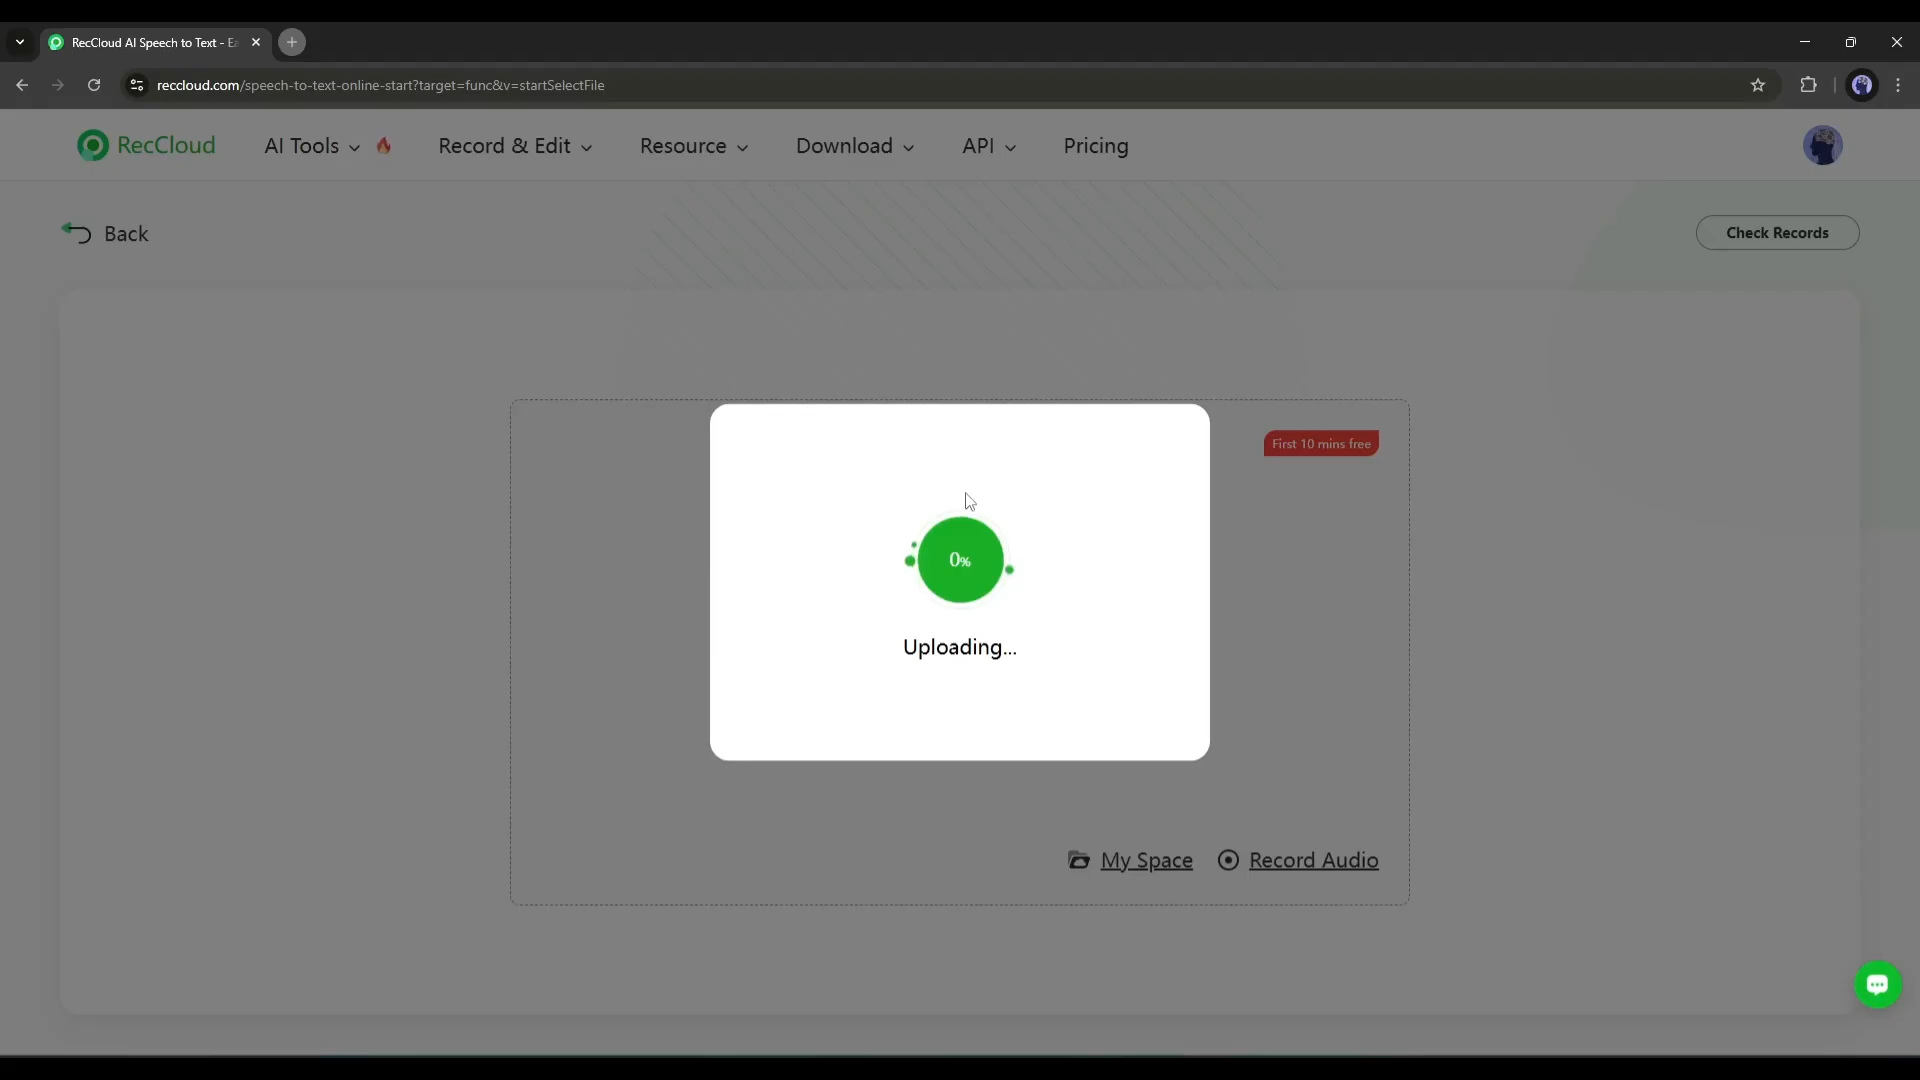 RecCloud AI Speech to Text - Ea
reccloud.com/speech-to-text-online-start?target=func&v=startSelectFile
RecCloud
AI Tools
Record & Edit
Resource
Download
API
Pricing
Back
Check Records
First 10 mins free
0%
Uploading...
My Space
Record Audio